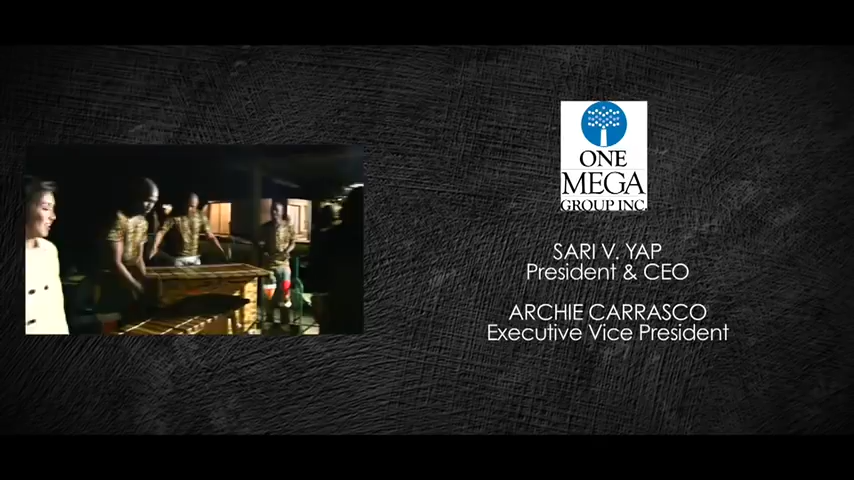 ONE
MEGA
GROUP INC
SARI V. YAP
President & CEO
ARCHIE CARRASCO
Executive Vice President